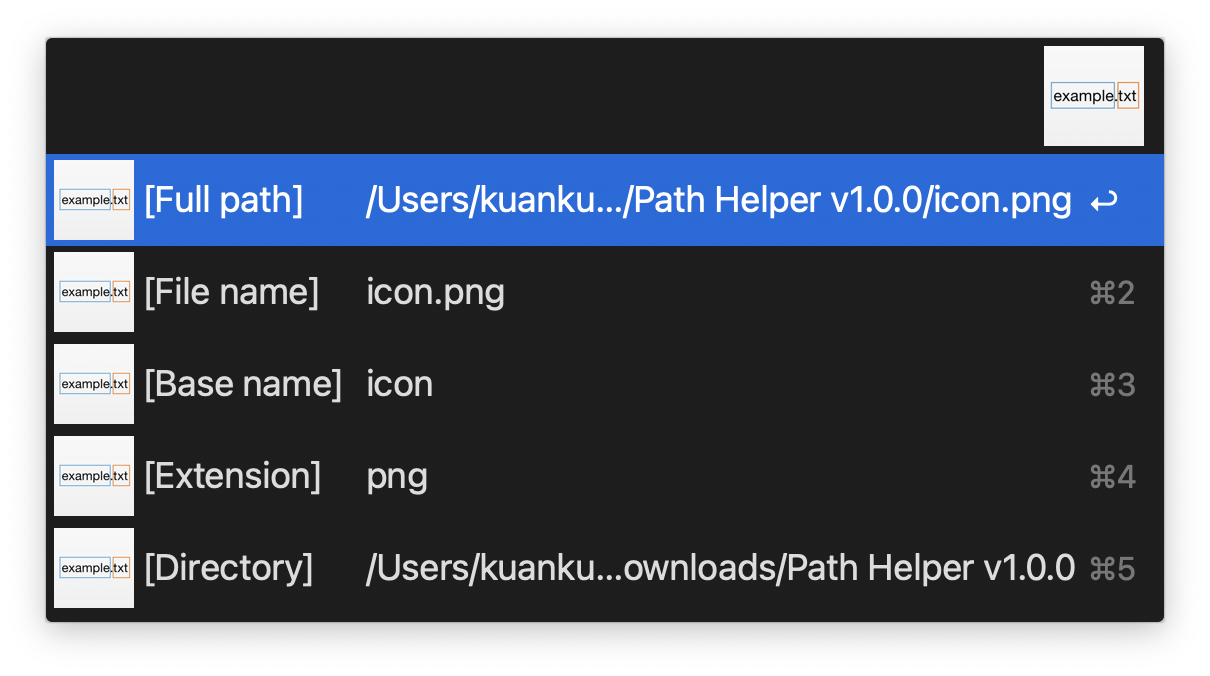 example.txt
example.txt [Full path] /Users/kuanku.../Path Helper v1.0.0/icon.png ↩
example.txt [File name] icon.png ⌘2
example.txt [Base name] icon ⌘3
example.txt [Extension] png ⌘4
example.txt [Directory] /Users/kuanku...ownloads/Path Helper v1.0.0 ⌘5